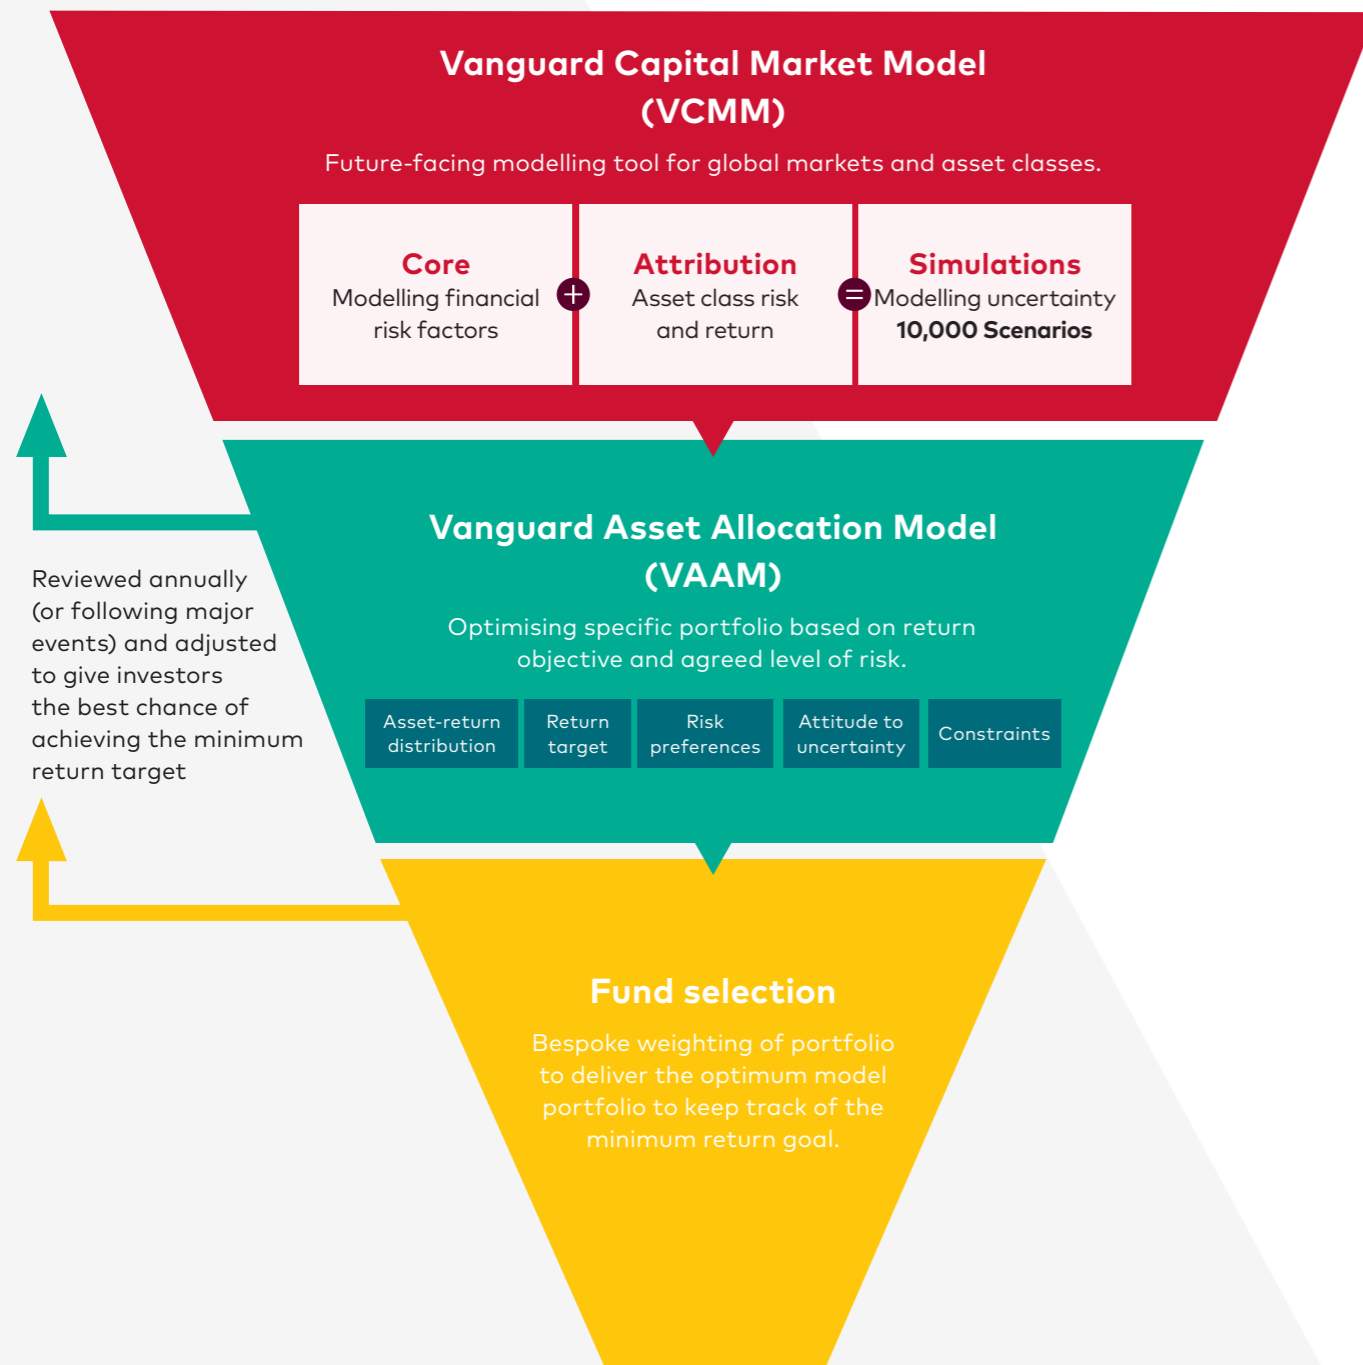 Vanguard Capital Market Model
(VCMM)
Future-facing modelling tool for global markets and asset classes.
Core
Modelling financial
risk factors
+
Attribution
Asset class risk
and return
=
Simulations
Modelling uncertainty
10,000 Scenarios
Vanguard Asset Allocation Model
(VAAM)
Optimising specific portfolio based on return
objective and agreed level of risk.
Asset-return
distribution
Return
target
Risk
preferences
Attitude to
uncertainty
Constraints
Reviewed annually
(or following major
events) and adjusted
to give investors
the best chance of
achieving the minimum
return target
Fund selection
Bespoke weighting of portfolio
to deliver the optimum model
portfolio to keep track of the
minimum return goal.